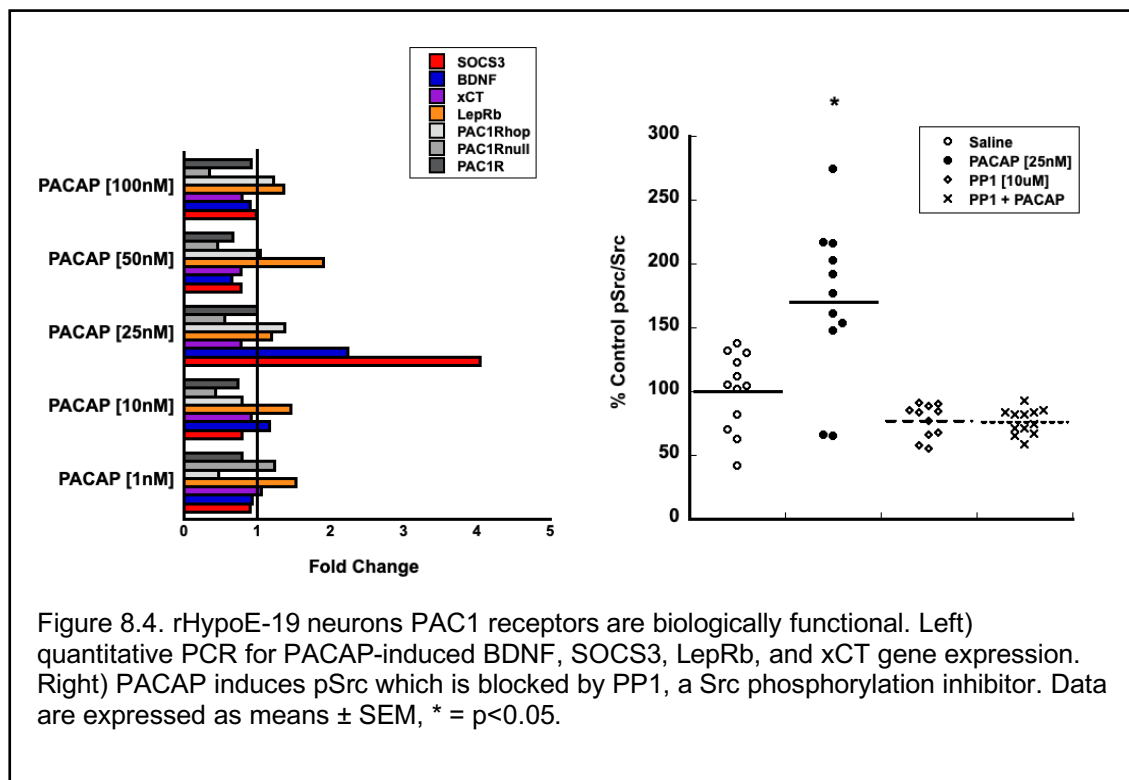 SOCS3
BDNF
xCT
LepRb
PAC1Rhop
PAC1Rnull
PAC1R
PACAP [100nM]
PACAP [50nM]
PACAP [25nM]
PACAP [10nM]
PACAP [1nM]
0 1 2 3 4 5
Fold Change
*
Saline
PACAP [25nM]
PP1 [10uM]
PP1 + PACAP
% Control pSrc/Src
300
250
200
150
100
50
0
Figure 8.4. rHypoE-19 neurons PAC1 receptors are biologically functional. Left)
quantitative PCR for PACAP-induced BDNF, SOCS3, LepRb, and xCT gene expression.
Right) PACAP induces pSrc which is blocked by PP1, a Src phosphorylation inhibitor. Data
are expressed as means ± SEM, * = p<0.05.